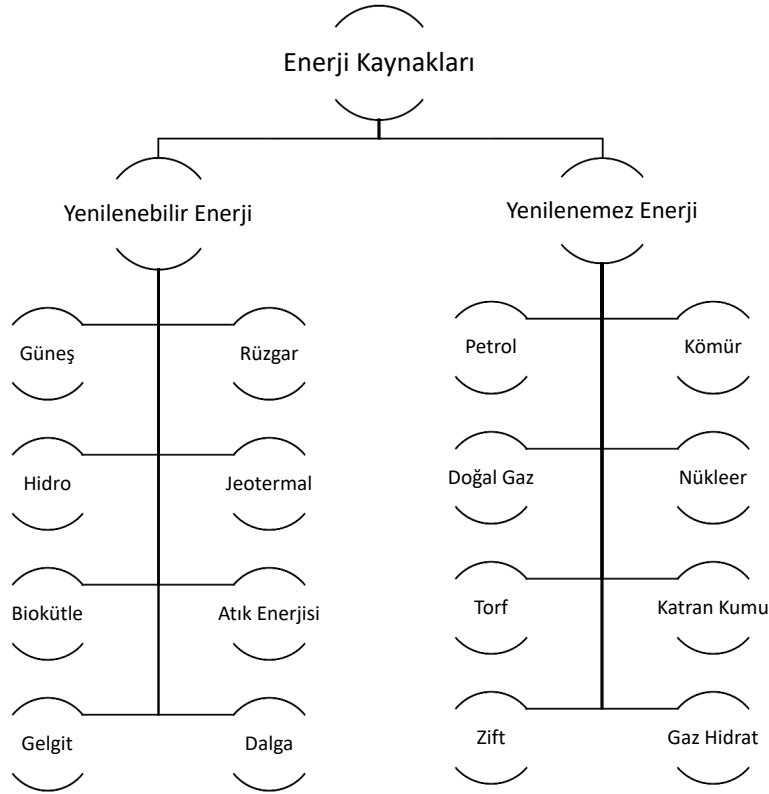 Enerji Kaynakları
Yenilenebilir Enerji
Yenilenemez Enerji
Güneş
Rüzgar
Petrol
Kömür
Hidro
Jeotermal
Doğal Gaz
Nükleer
Biokütle
Atık Enerjisi
Torf
Katran Kumu
Gelgit
Dalga
Zift
Gaz Hidrat